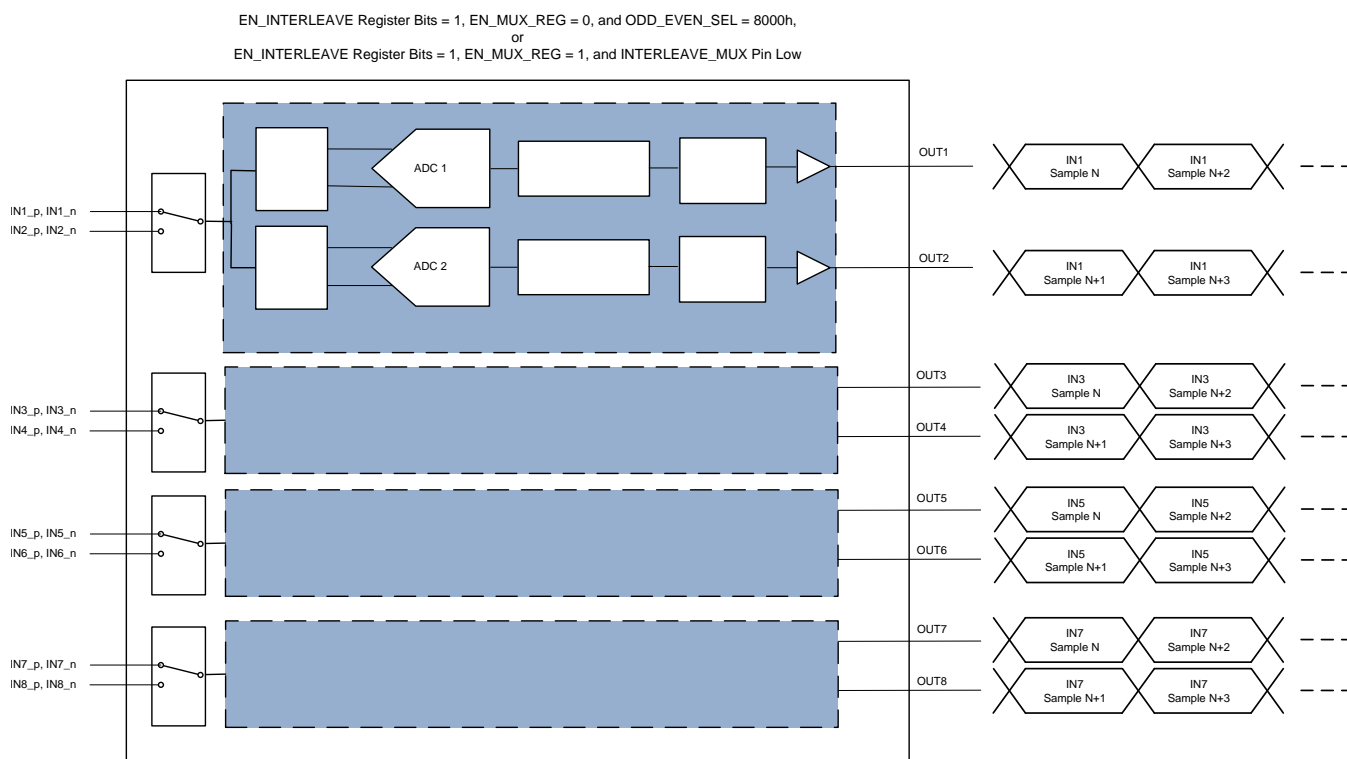 EN_INTERLEAVE Register Bits = 1, EN_MUX_REG = 0, and ODD_EVEN_SEL = 8000h,
or
EN_INTERLEAVE Register Bits = 1, EN_MUX_REG = 1, and INTERLEAVE_MUX Pin Low
IN1_p, IN1_n
IN2_p, IN2_n
ADC 1
ADC 2
OUT1
IN1
Sample N
IN1
Sample N+2
OUT2
IN1
Sample N+1
IN1
Sample N+3
IN3_p, IN3_n
IN4_p, IN4_n
OUT3
IN3
Sample N
IN3
Sample N+2
OUT4
IN3
Sample N+1
IN3
Sample N+3
IN5_p, IN5_n
IN6_p, IN6_n
OUT5
IN5
Sample N
IN5
Sample N+2
OUT6
IN5
Sample N+1
IN5
Sample N+3
IN7_p, IN7_n
IN8_p, IN8_n
OUT7
IN7
Sample N
IN7
Sample N+2
OUT8
IN7
Sample N+1
IN7
Sample N+3